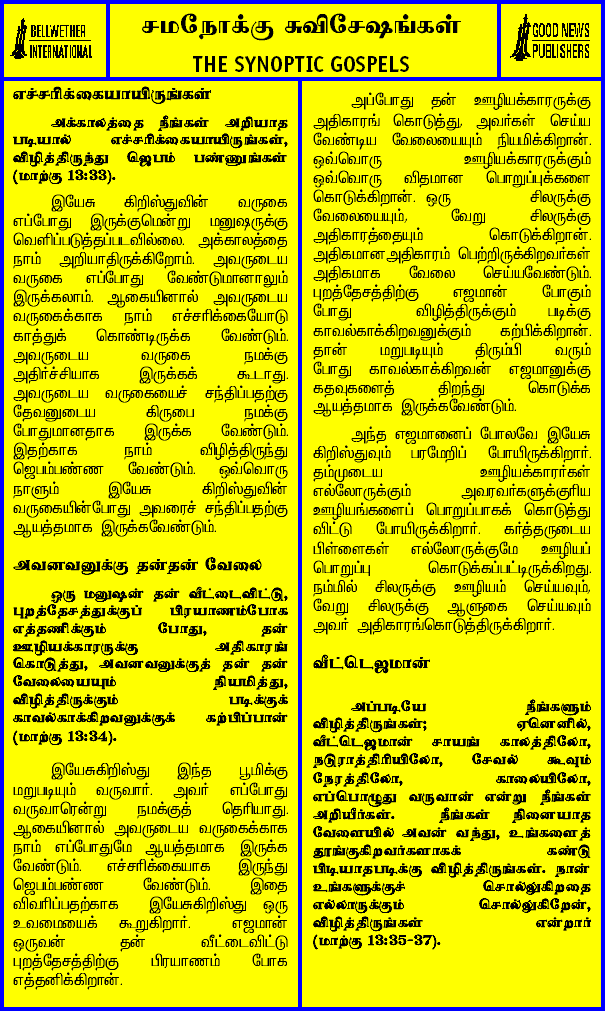 BELLWETHER
INTERNATIONAL
சமநோக்கு சுவிசேஷங்கள்
THE SYNOPTIC GOSPELS
GOOD NEWS
PUBLISHERS
எச்சரிக்கையாயிருங்கள்
அக்காலத்தை நீங்கள் அறியாத
படியால் எச்சரிக்கையாயிருங்கள்,
விழித்திருந்து ஜெபம் பண்ணுங்கள்
(மாற்கு 13:33).
இயேசு கிறிஸ்துவின் வருகை
எப்போது இருக்குமென்று மனுஷருக்கு
வெளிப்படுத்தப்படவில்லை. அக்காலத்தை
நாம் அறியாதிருக்கிறோம். அவருடைய
வருகை எப்போது வேண்டுமானாலும்
இருக்கலாம். ஆகையினால் அவருடைய
வருகைக்காக நாம் எச்சரிக்கையோடு
காத்துக் கொண்டிருக்க வேண்டும்.
அவருடைய வருகை நமக்கு
அதிர்ச்சியாக இருக்கக் கூடாது.
அவருடைய வருகையைச் சந்திப்பதற்கு
தேவனுடைய கிருபை நமக்கு
போதுமானதாக இருக்க வேண்டும்.
இதற்காக நாம் விழித்திருந்து
ஜெபம்பண்ண வேண்டும். ஒவ்வொரு
நாளும் இயேசு கிறிஸ்துவின்
வருகையின்போது அவரைச் சந்திப்பதற்கு
ஆயத்தமாக இருக்கவேண்டும்.
அவனவனுக்கு தன்தன் வேலை
ஒரு மனுஷன் தன் வீட்டைவிட்டு,
புறத்தேசத்துக்குப் பிரயாணம்போக
எத்தணிக்கும் போது, தன்
ஊழியக்காரருக்கு அதிகாரங்
கொடுத்து, அவனவனுக்குத் தன் தன்
வேலையையும் நியமித்து,
விழித்திருக்கும் படிக்குக்
காவல்காக்கிறவனுக்குக் கற்பிப்பான்
(மாற்கு 13:34).
இயேசுகிறிஸ்து இந்த பூமிக்கு
மறுபடியும் வருவார். அவர் எப்போது
வருவாரென்று நமக்குத் தெரியாது.
ஆகையினால் அவருடைய வருகைக்காக
நாம் எப்போதுமே ஆயத்தமாக இருக்க
வேண்டும். எச்சரிக்கையாக இருந்து
ஜெபம்பண்ண வேண்டும். இதை
விவரிப்பதற்காக இயேசுகிறிஸ்து ஒரு
உவமையைக் கூறுகிறார். எஜமான்
ஒருவன் தன் வீட்டைவிட்டு
புறத்தேசத்திற்கு பிரயாணம் போக
எத்தனிக்கிறான்.
அப்போது தன் ஊழியக்காரருக்கு
அதிகாரங் கொடுத்து, அவர்கள் செய்ய
வேண்டிய வேலையையும் நியமிக்கிறான்.
ஒவ்வொரு ஊழியக்காரருக்கும்
ஒவ்வொரு விதமான பொறுப்புக்களை
கொடுக்கிறான். ஒரு சிலருக்கு
வேலையையும், வேறு சிலருக்கு
அதிகாரத்தையும் கொடுக்கிறான்.
அதிகமானஅதிகாரம் பெற்றிருக்கிறவர்கள்
அதிகமாக வேலை செய்யவேண்டும்.
புறத்தேசத்திற்கு எஜமான் போகும்
போது விழித்திருக்கும் படிக்கு
காவல்காக்கிறவனுக்கும் கற்பிக்கிறான்.
தான் மறுபடியும் திரும்பி வரும்
போது காவல்காக்கிறவன் எஜமானுக்கு
கதவுகளைத் திறந்து கொடுக்க
ஆயத்தமாக இருக்கவேண்டும்.
அந்த எஜமானைப் போலவே இயேசு
கிறிஸ்துவும் பரமேறிப் போயிருக்கிறார்.
தம்முடைய ஊழியக்காரர்கள்
எல்லோருக்கும் அவரவர்களுக்குரிய
ஊழியங்களைப் பொறுப்பாகக் கொடுத்து
விட்டு போயிருக்கிறார். கர்த்தருடைய
பிள்ளைகள் எல்லோருக்குமே ஊழியப்
பொறுப்பு கொடுக்கப்பட்டிருக்கிறது.
நம்மில் சிலருக்கு ஊழியம் செய்யவும்,
வேறு சிலருக்கு ஆளுகை செய்யவும்
அவர் அதிகாரங்கொடுத்திருக்கிறார்.
வீட்டெஜமான்
அப்படியே நீங்களும்
விழித்திருங்கள்; ஏனெனில்,
வீட்டெஜமான் சாயங் காலத்திலோ,
நடுராத்திரியிலோ, சேவல் கூவும்
நேரத்திலோ, காலையிலோ,
எப்பொழுது வருவான் என்று நீங்கள்
அறியீர்கள். நீங்கள் நினையாத
வேளையில் அவன் வந்து, உங்களைத்
தூங்குகிறவர்களாகக் கண்டு
பிடியாதபடிக்கு விழித்திருங்கள். நான்
உங்களுக்குச் சொல்லுகிறதை
எல்லாருக்கும் சொல்லுகிறேன்,
விழித்திருங்கள் என்றார்
(மாற்கு 13:35-37).